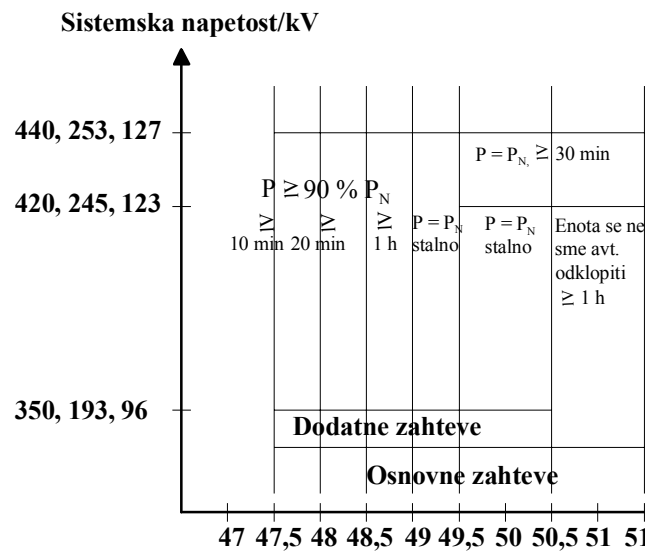 Sistemska napetost/kV
440, 253, 127
P = P_N, ≥ 30 min
P ≥ 90 % P_N
420, 245, 123
≥ 10 min
≥ 20 min
≥ 1 h
P = P_N
stalno
P = P_N
stalno
Enota se ne
sme avt.
odklopiti
≥ 1 h
350, 193, 96
Dodatne zahteve
Osnovne zahteve
47 47,5 48 48,5 49 49,5 50 50,5 51 51